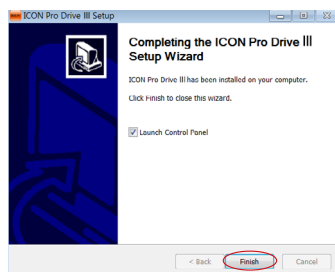 ICON Pro Drive III Setup
Completing the ICON Pro Drive III
Setup Wizard
ICON Pro Drive III has been installed on your computer.
Click Finish to close this wizard.
Launch Control Panel
< Back
Finish
Cancel